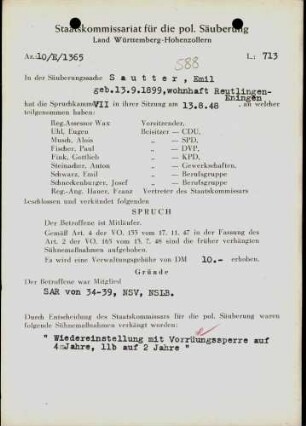 Staatskommissariat für die pol. Säuberung
Land Württemberg-Hohenzollern
Az.: 10/E/1365 L.: 713
588
In der Säuberungssache Sautter, Emil
geb.13.9.1899, wohnhaft Reutlingen-
Eningen
hat die Spruchkammer VII in ihrer Sitzung am 13.8.48 , an welcher
teilgenommen haben:
Reg.Assessor Wax Vorsitzender,
Uhl, Eugen Beisitzer — CDU,
Munsh, Alois „ — SPD,
Fischer, Paul „ — DVP,
Fink, Gottlieb „ — KPD,
Steinacher, Anton „ — Gewerkschaften,
Schwarz, Emil „ — Berufsgruppe
Schneckenburger, Josef „ — Berufsgruppe
Reg.-Ang. Hauer, Franz Vertreter des Staatskommissars
beschlossen und verkündet folgenden
SPRUCH
Der Betroffene ist Mitläufer.
Gemäß Art. 4 der VO. 133 vom 17. 11. 47 in der Fassung des
Art. 2 der VO. 165 vom 13. 7. 48 sind die früher verhängten
Sühnemaßnahmen aufgehoben.
Es wird eine Verwaltungsgebühr von DM 10.- erhoben.
Gründe
Der Betroffene war Mitglied
SAR von 34-39, NSV, NSLB.
Durch Entscheidung des Staatskommissars für die pol. Säuberung waren
folgende Sühnemaßnahmen verhängt worden:
" Wiedereinstellung mit Vorrüungssperre auf
4 Jahre, 11b auf 2 Jahre "